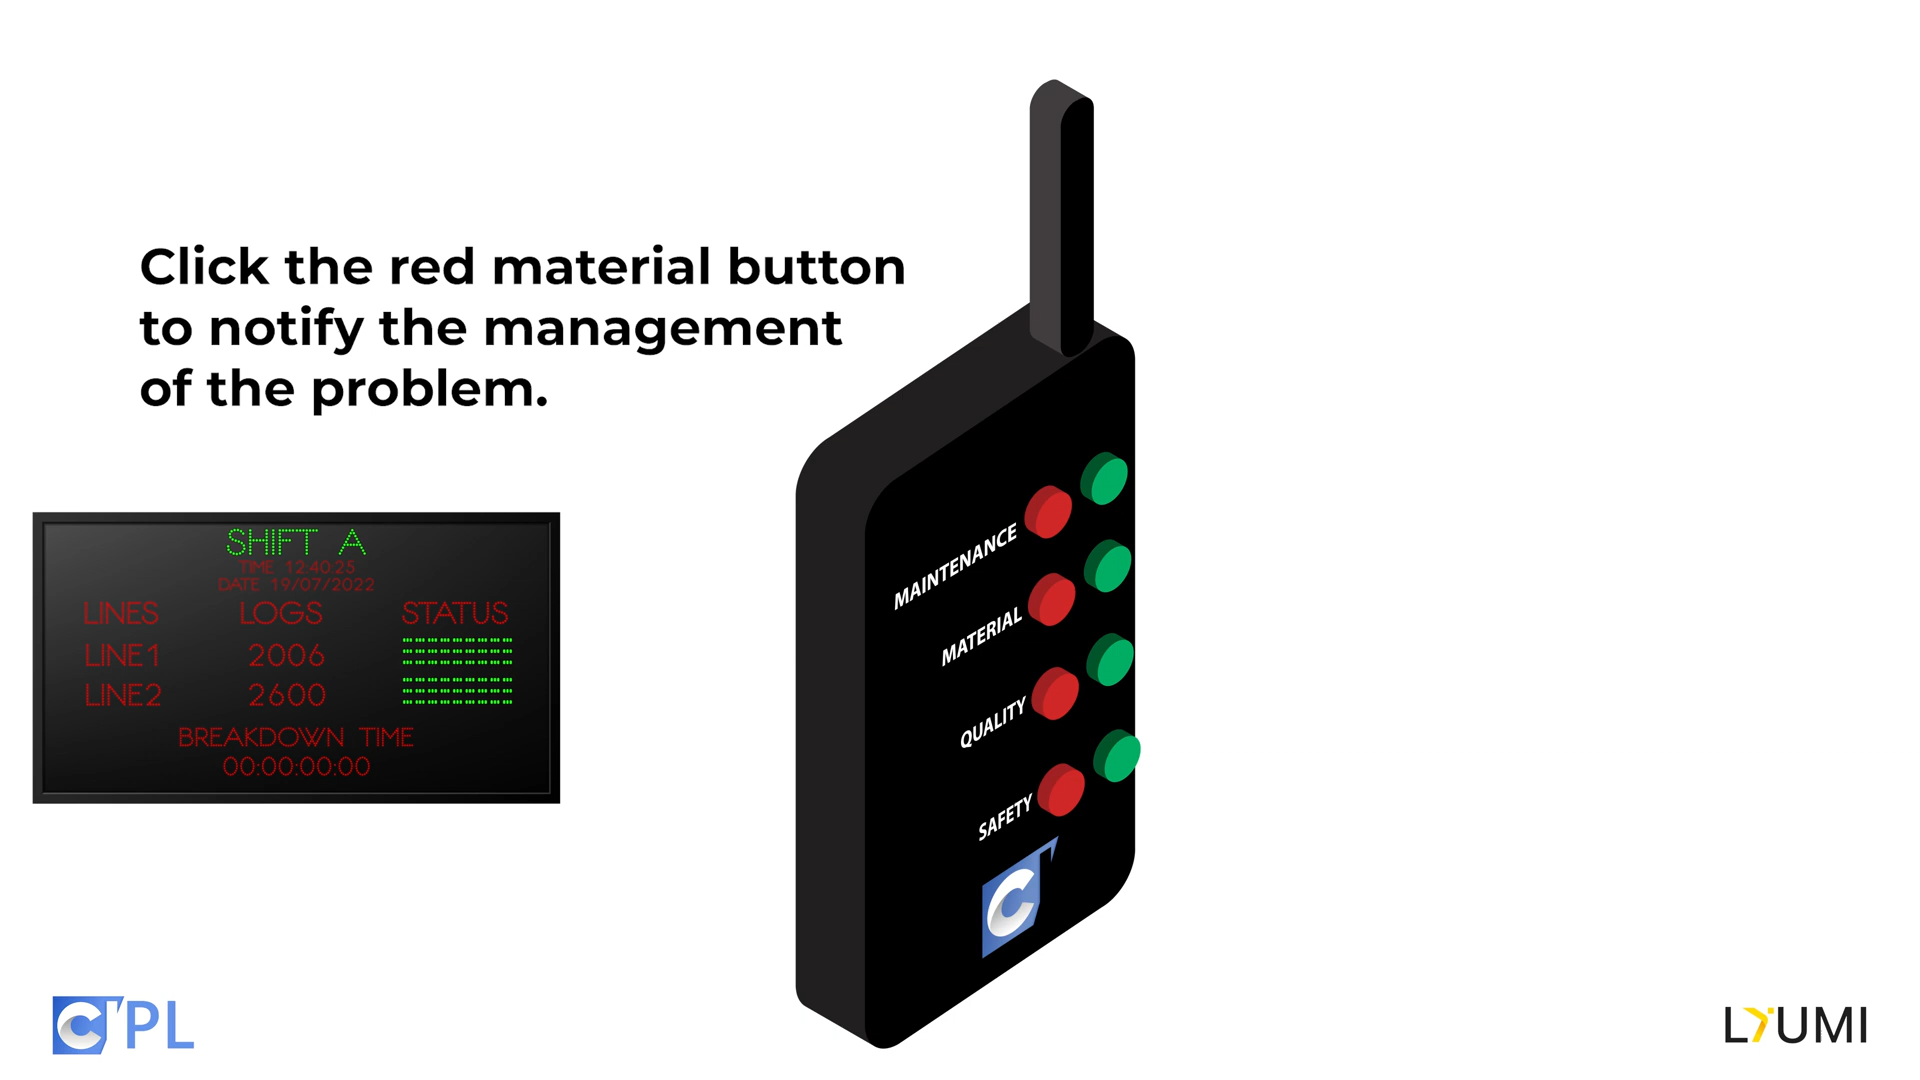 Click the red material button
to notify the management
of the problem.
SHIFT A
TIME 12:40:25
DATE 19/07/2022
LINES LOGS STATUS
LINE1 2006
LINE2 2600
BREAKDOWN TIME
00:00:00:00
MAINTENANCE
MATERIAL
QUALITY
SAFETY
C
CTPL
LYUMI